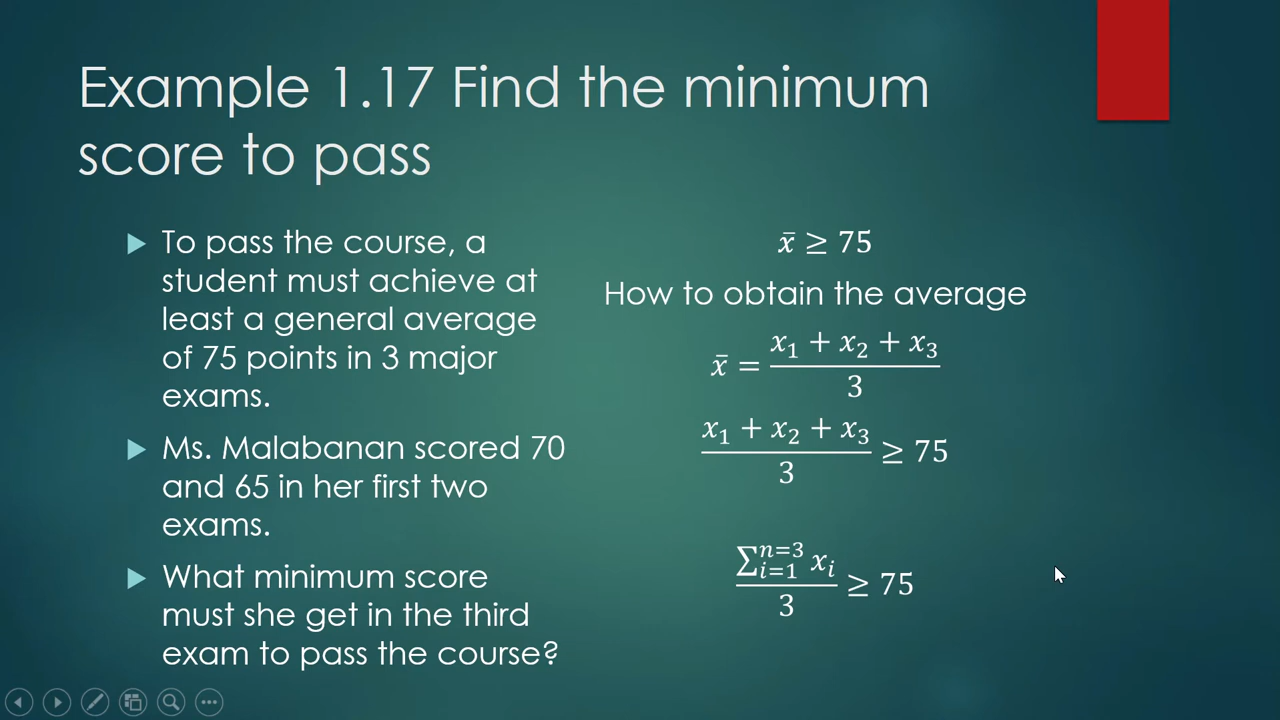 Example 1.17 Find the minimum
score to pass
To pass the course, a
student must achieve at
least a general average
of 75 points in 3 major
exams.
Ms. Malabanan scored 70
and 65 in her first two
exams.
What minimum score
must she get in the third
exam to pass the course?
x̄ ≥ 75
How to obtain the average
x̄ = (x₁ + x₂ + x₃) / 3
(x₁ + x₂ + x₃) / 3 ≥ 75
(∑ᵢ₌₁ⁿ⁼³ xᵢ) / 3 ≥ 75